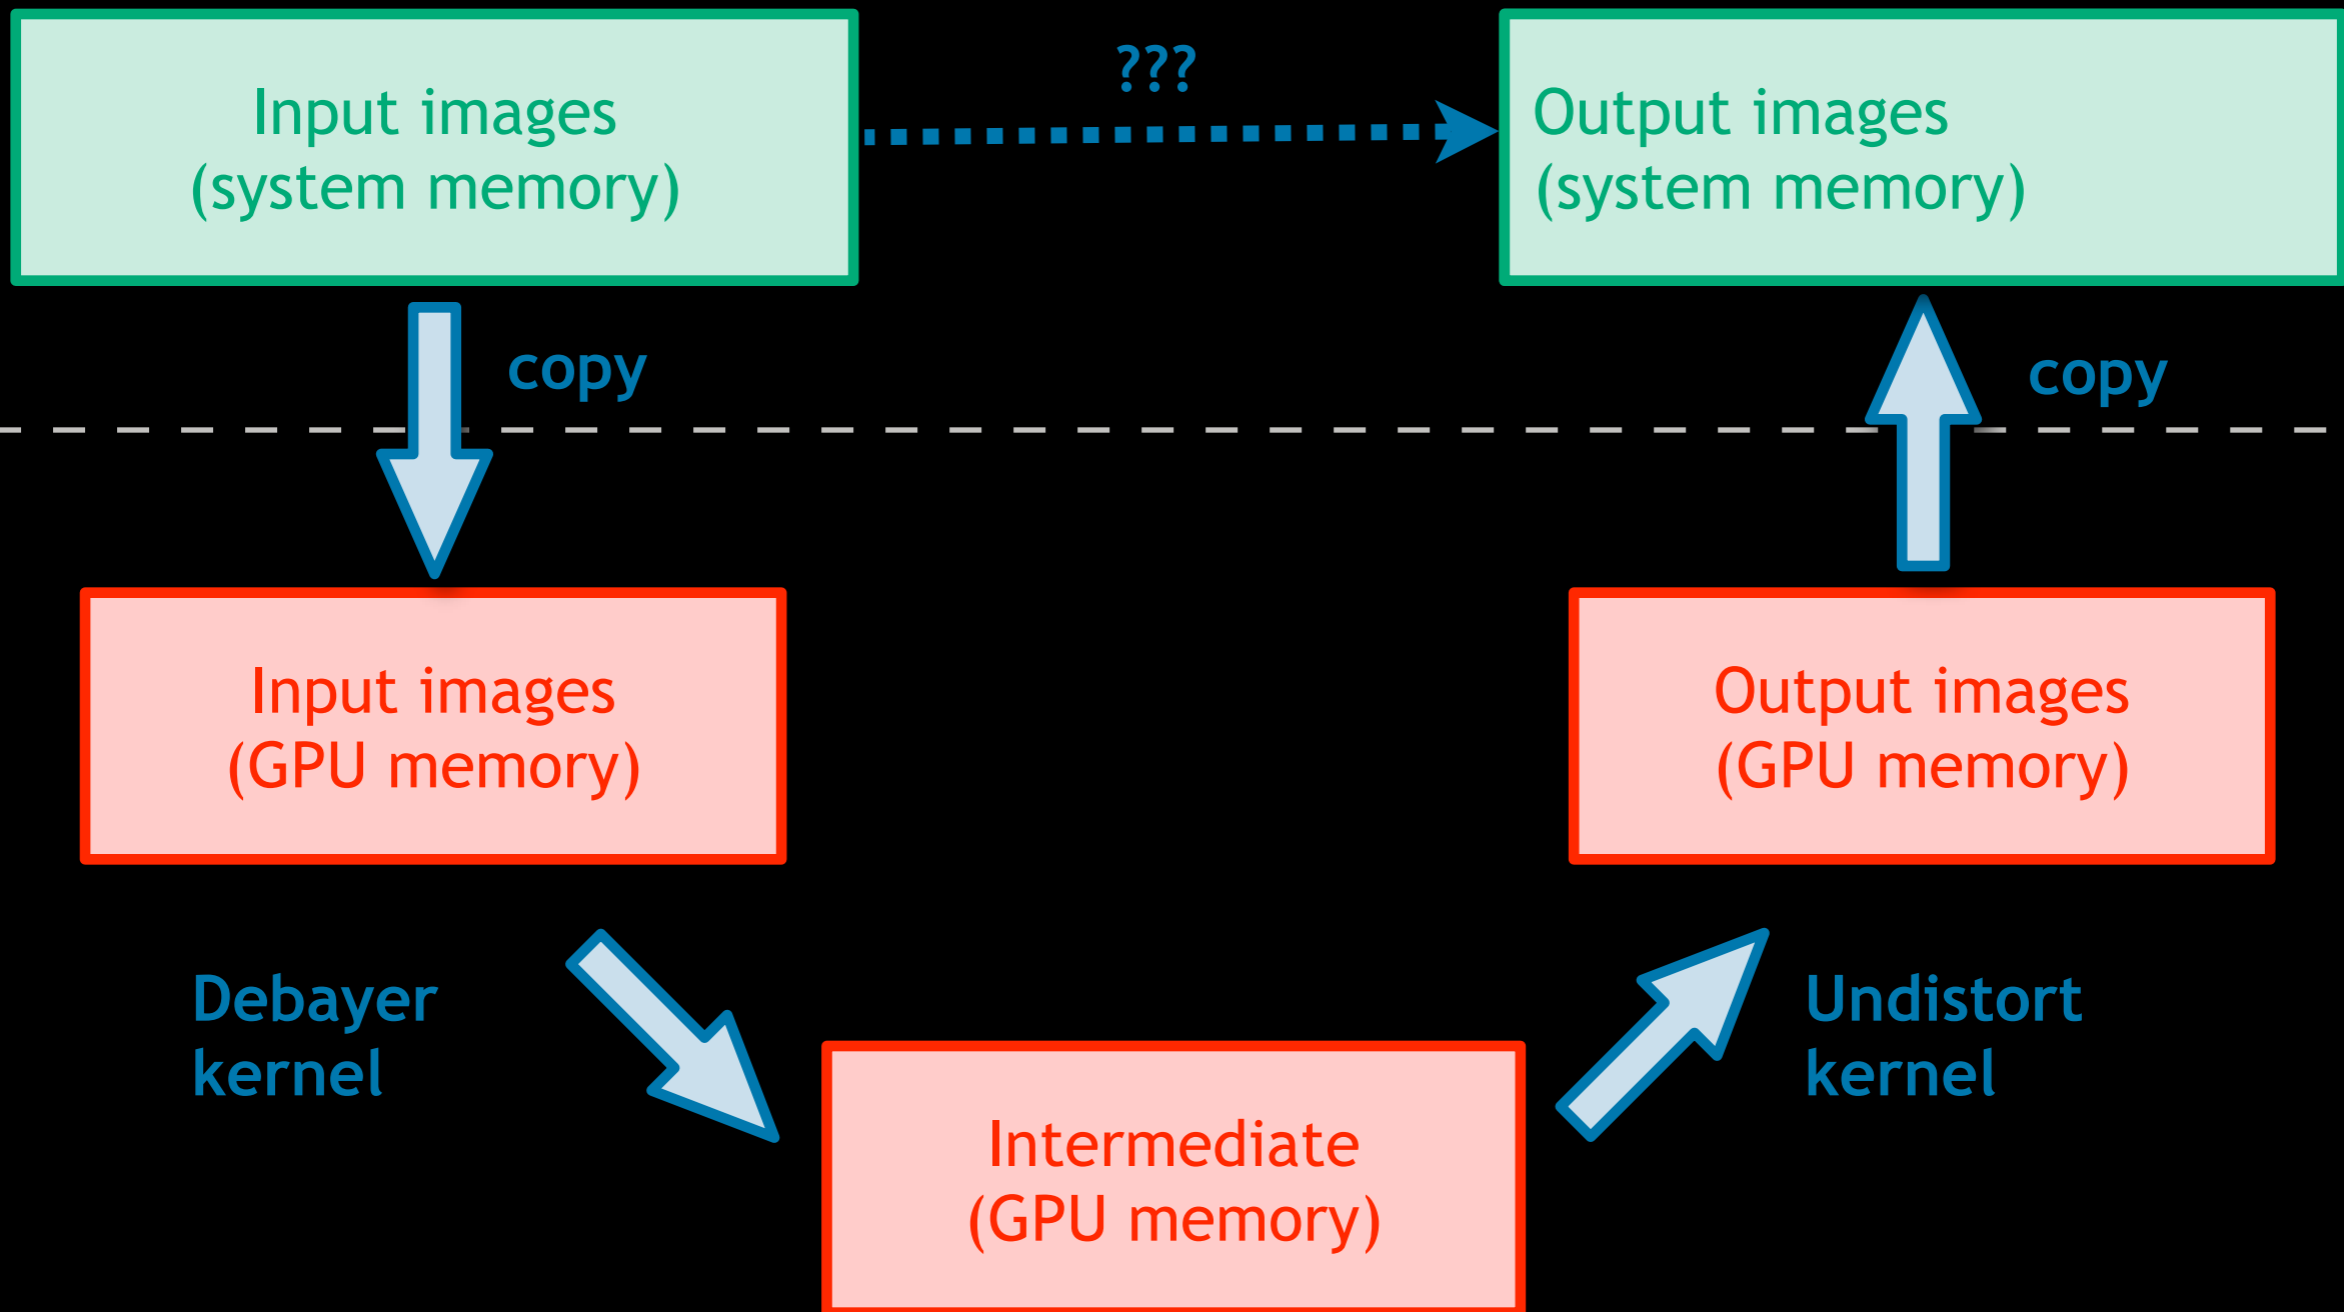 Input images
(system memory)
???
Output images
(system memory)
copy
copy
Input images
(GPU memory)
Output images
(GPU memory)
Debayer
kernel
Undistort
kernel
Intermediate
(GPU memory)